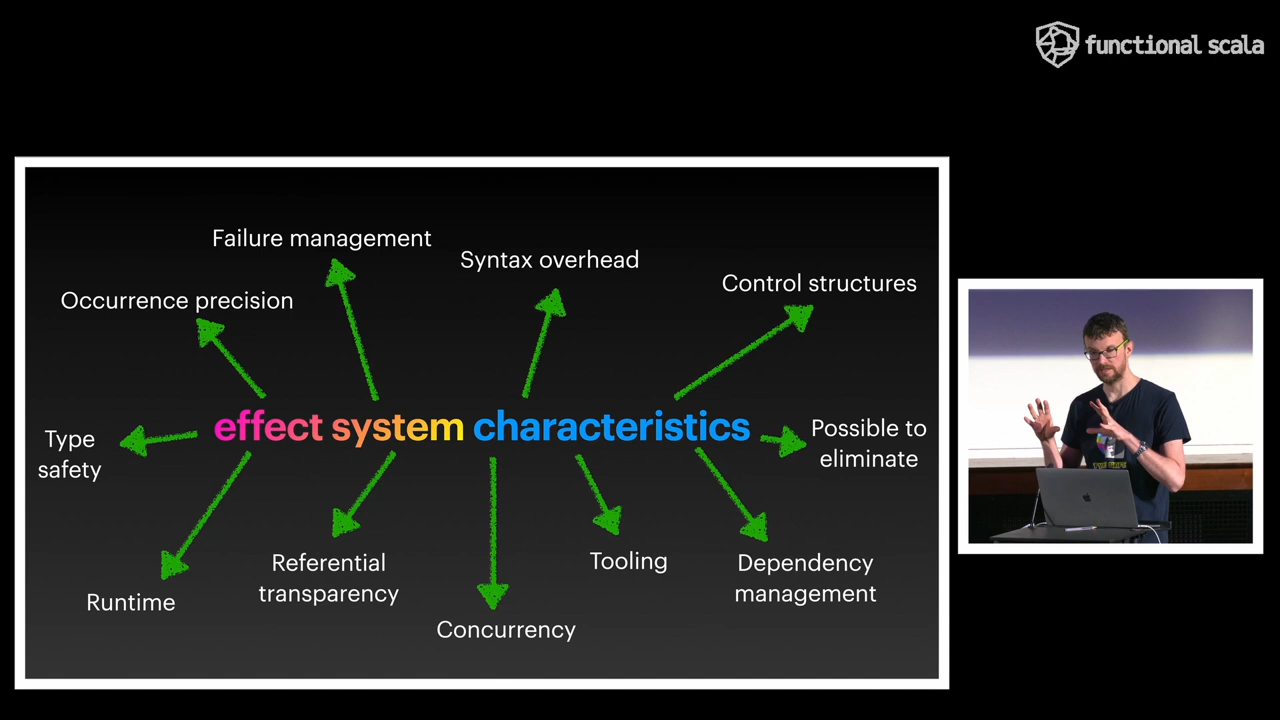 functional scala
Failure management
Syntax overhead
Control structures
Occurrence precision
effect system characteristics
Type
safety
Possible to
eliminate
Referential
transparency
Tooling
Dependency
management
Runtime
Concurrency